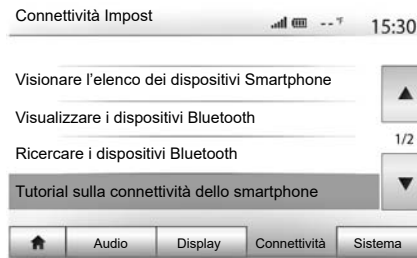 Connettività Impost
-- °F
15:30
Visionare l'elenco dei dispositivi Smartphone
Visualizzare i dispositivi Bluetooth
1/2
Ricercare i dispositivi Bluetooth
Tutorial sulla connettività dello smartphone
Audio
Display
Connettività
Sistema